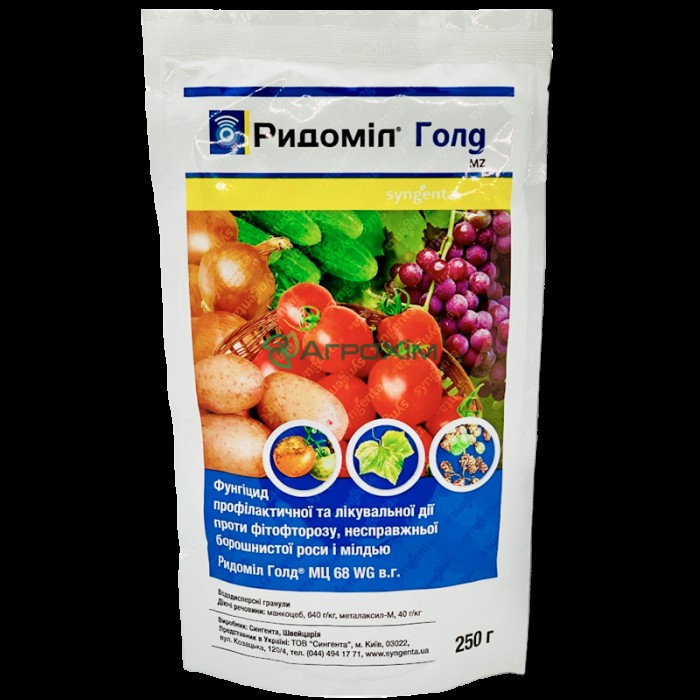 Ридоміл® Голд
MZ
syngenta
АГРОХІМ
Фунгіцид
профілактичної та лікувальної дії
проти фітофторозу, несправжньої
борошнистої роси і мілдью
Ридоміл Голд® МЦ 68 WG в.г.
Вододисперсні гранули
Діючі речовини: манкоцеб, 640 г/кг, металаксил-М, 40 г/кг
Виробник: Сингента, Швейцарія
Представник в Україні: ТОВ "Сингента", м. Київ, 03022,
вул. Козацька, 120/4, тел. (044) 494 17 71, www.syngenta.ua
250 г